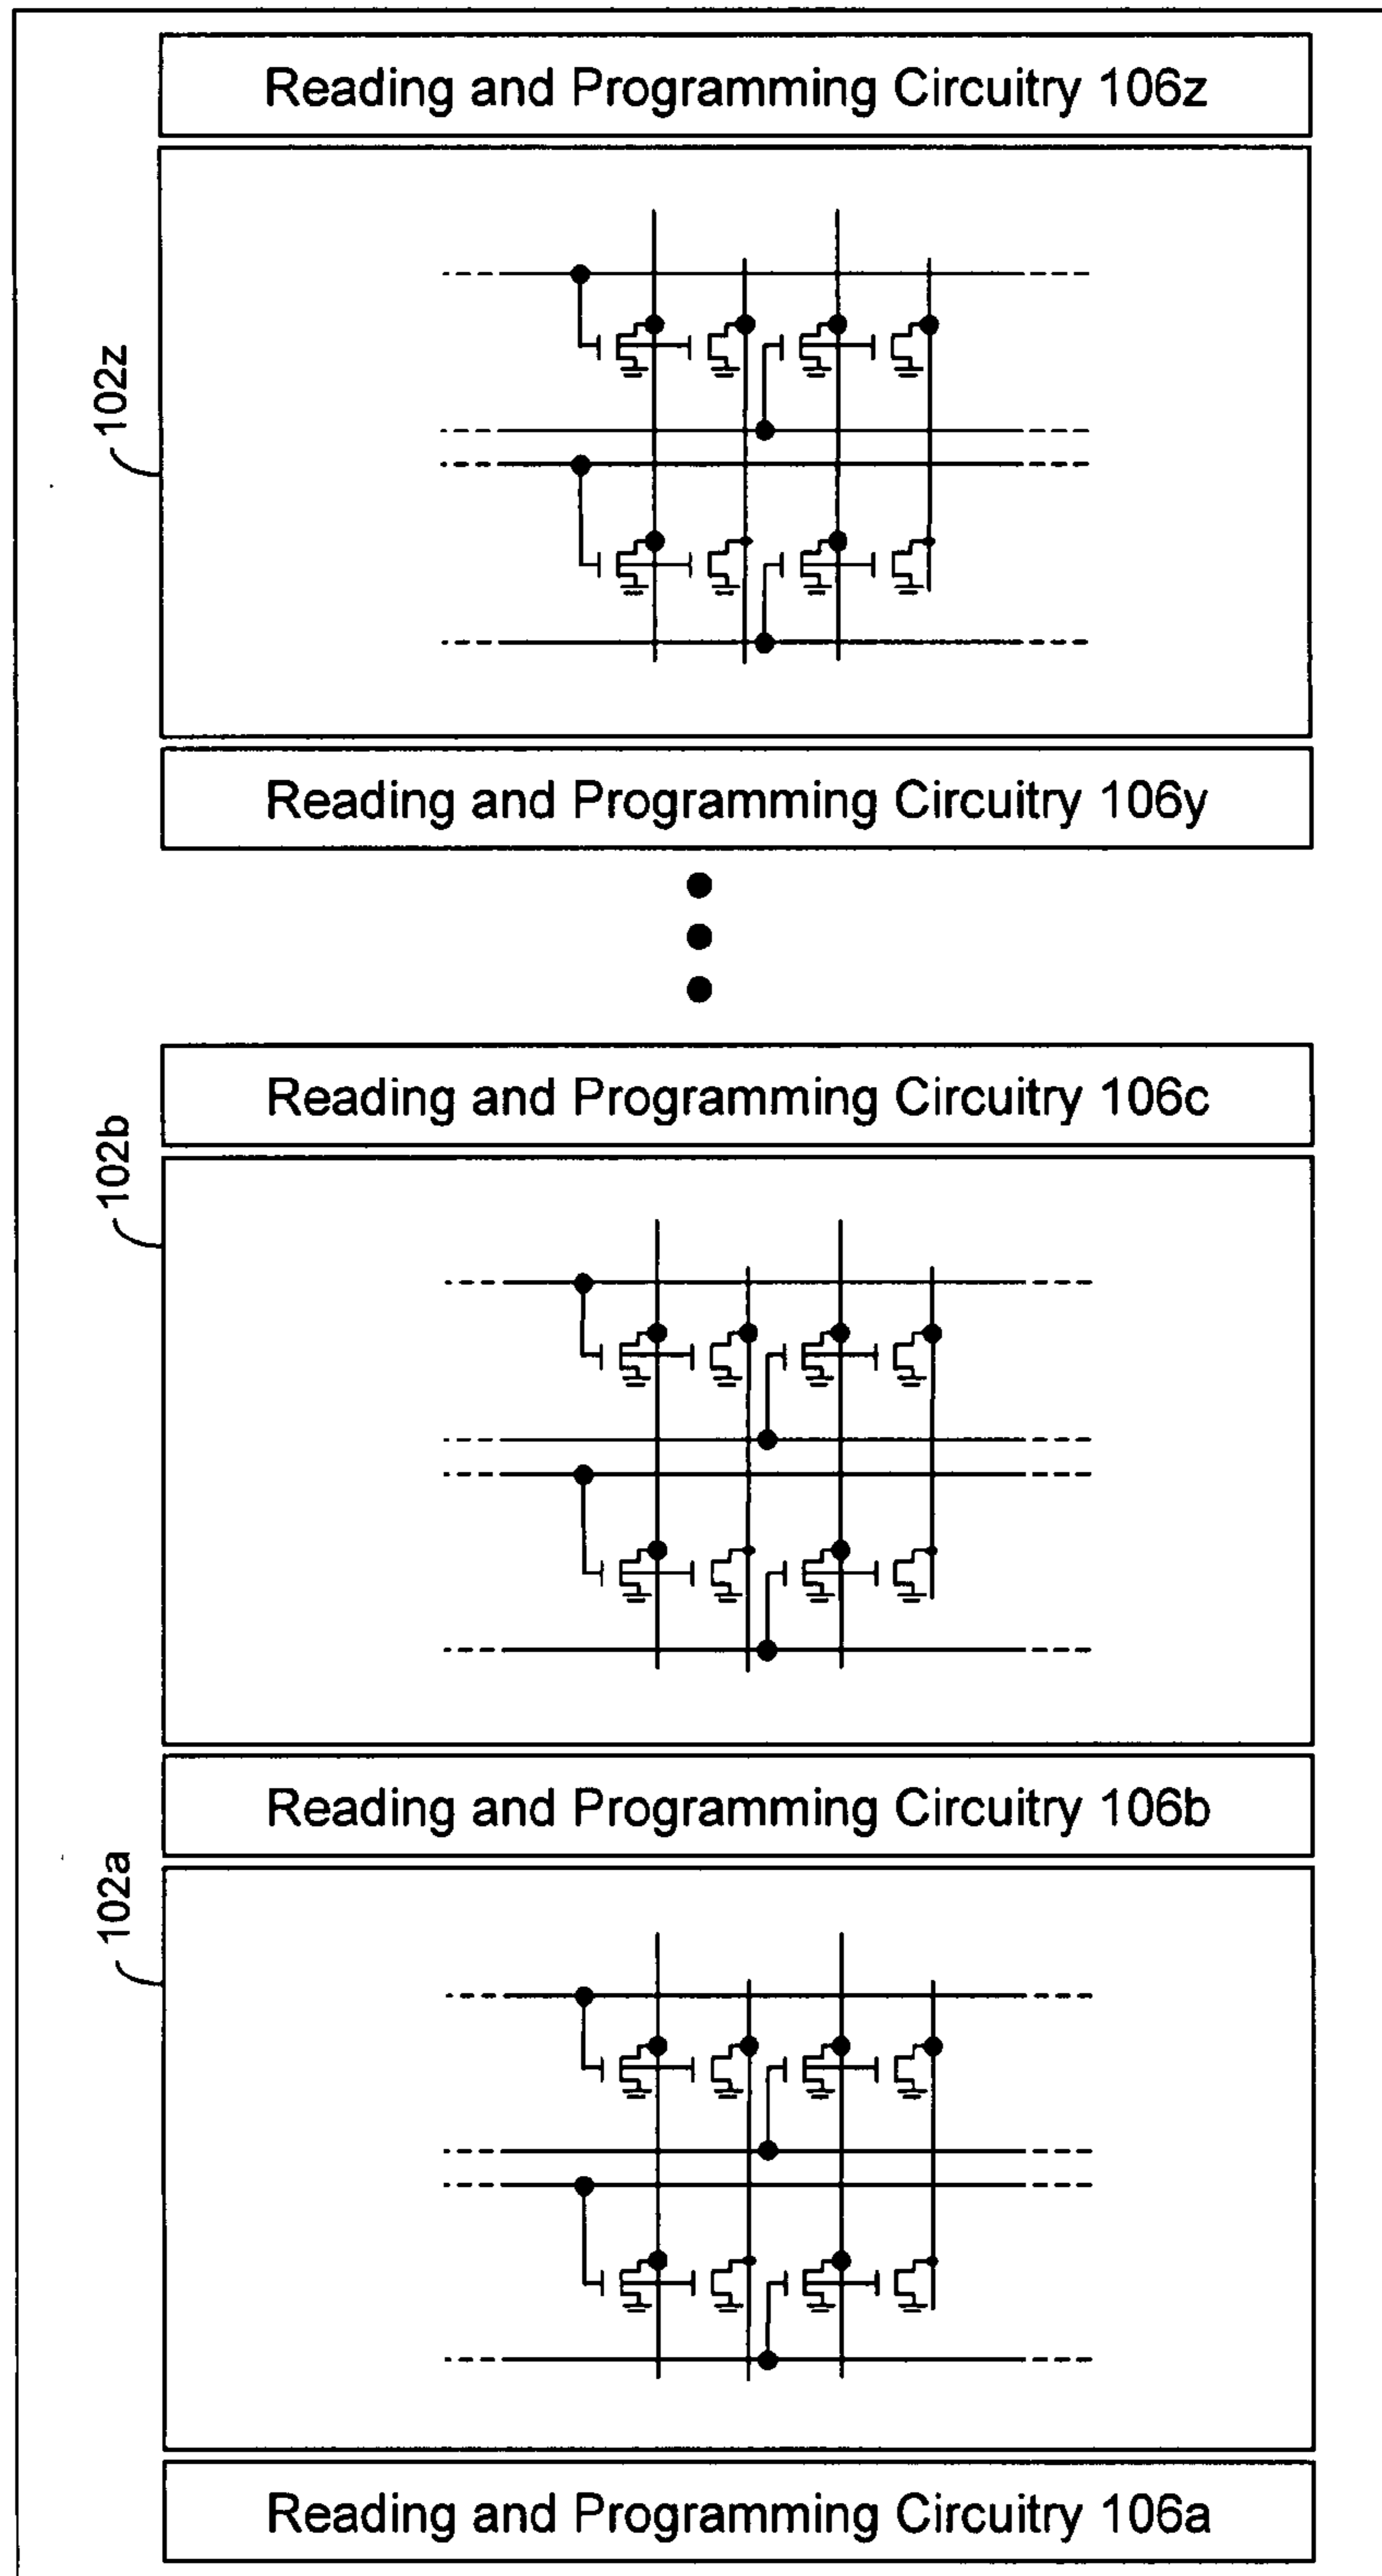 Reading and Programming Circuitry 106z
102z
Reading and Programming Circuitry 106y
Reading and Programming Circuitry 106c
102b
Reading and Programming Circuitry 106b
102a
Reading and Programming Circuitry 106a